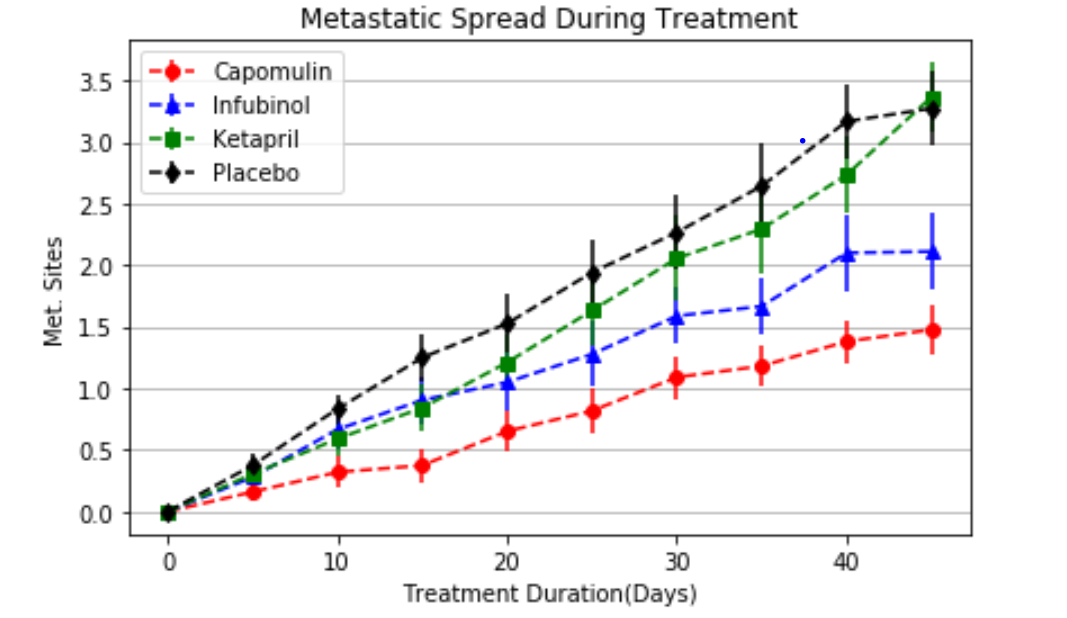 Metastatic Spread During Treatment
Capomulin
Infubinol
Ketapril
Placebo
Met. Sites
3.5
3.0
2.5
2.0
1.5
1.0
0.5
0.0
0 10 20 30 40
Treatment Duration(Days)